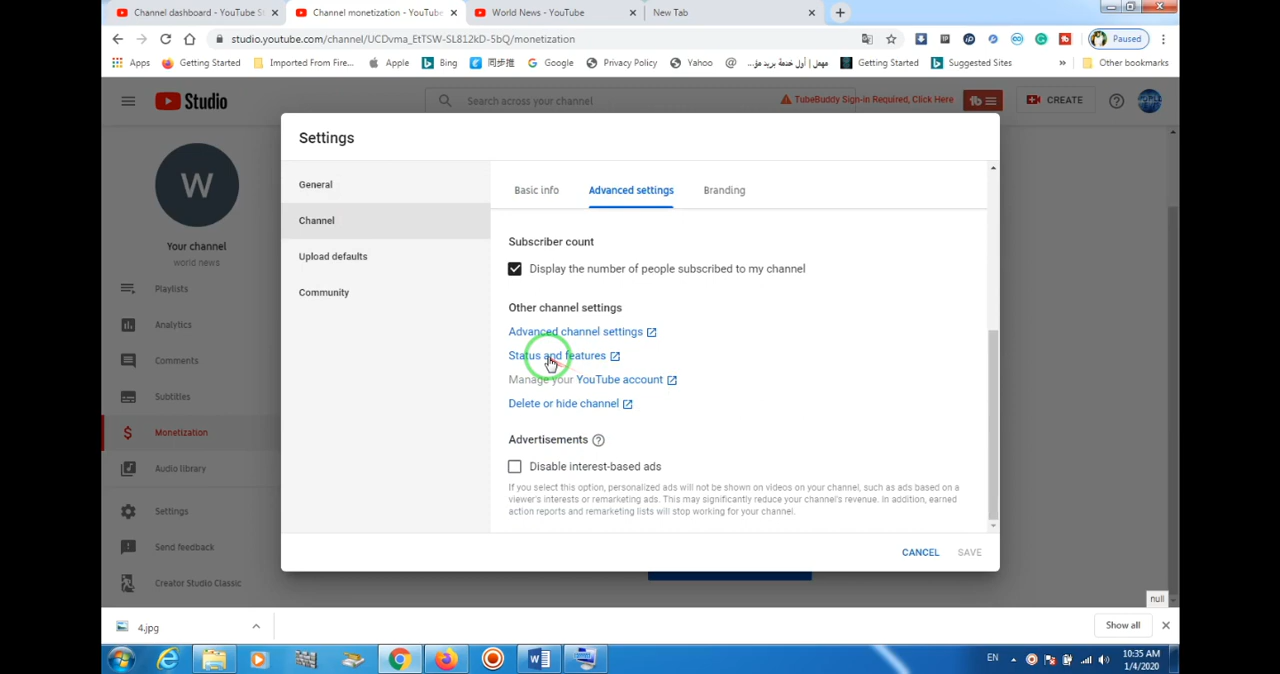 Channel dashboard - YouTube St
Channel monetization - YouTube
World News - YouTube
New Tab
studio.youtube.com/channel/UCDvma_EtTSW-SL812kD-5bQ/monetization
Paused
Apps
Getting Started
Imported From Fire...
Apple
Bing
同步推
Google
Privacy Policy
Yahoo
مهمل | أول خدمة بريد مؤ...
Getting Started
Suggested Sites
»
Other bookmarks
Studio
Search across your channel
TubeBuddy Sign-in Required, Click Here
CREATE
Settings
W
Your channel
world news
Playlists
Analytics
Comments
Subtitles
Monetization
Audio library
Settings
Send feedback
Creator Studio Classic
General
Channel
Upload defaults
Community
Basic info
Advanced settings
Branding
Subscriber count
Display the number of people subscribed to my channel
Other channel settings
Advanced channel settings
Status and features
Manage your YouTube account
Delete or hide channel
Advertisements
Disable interest-based ads
If you select this option, personalized ads will not be shown on videos on your channel, such as ads based on a
viewer's interests or remarketing ads. This may significantly reduce your channel's revenue. In addition, earned
action reports and remarketing lists will stop working for your channel.
CANCEL
SAVE
null
4.jpg
Show all
EN
10:35 AM
1/4/2020